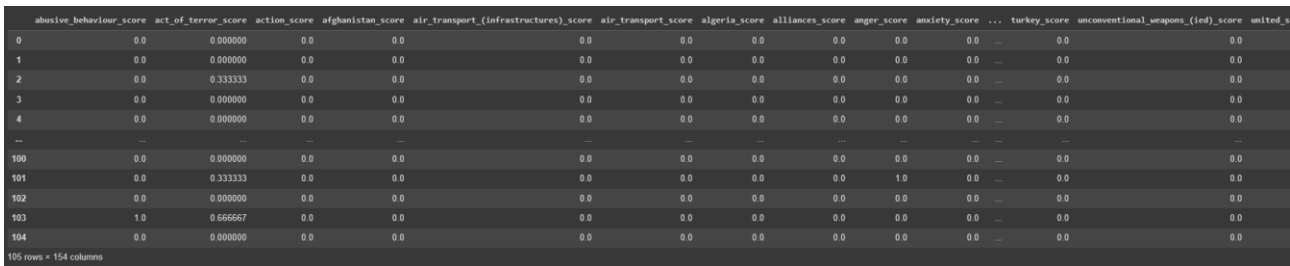 abusive_behaviour_score act_of_terror_score action_score afghanistan_score air_transport_(infrastructures)_score air_transport_score algeria_score alliances_score anger_score anxiety_score ... turkey_score unconventional_weapons_(ied)_score united_s
0 0.0 0.000000 0.0 0.0 0.0 0.0 0.0 0.0 0.0 0.0 ... 0.0 0.0
1 0.0 0.000000 0.0 0.0 0.0 0.0 0.0 0.0 0.0 0.0 ... 0.0 0.0
2 0.0 0.333333 0.0 0.0 0.0 0.0 0.0 0.0 0.0 0.0 ... 0.0 0.0
3 0.0 0.000000 0.0 0.0 0.0 0.0 0.0 0.0 0.0 0.0 ... 0.0 0.0
4 0.0 0.000000 0.0 0.0 0.0 0.0 0.0 0.0 0.0 0.0 ... 0.0 0.0
... ... ... ... ... ... ... ... ... ... ... ... ... ...
100 0.0 0.000000 0.0 0.0 0.0 0.0 0.0 0.0 0.0 0.0 ... 0.0 0.0
101 0.0 0.333333 0.0 0.0 0.0 0.0 0.0 0.0 1.0 0.0 ... 0.0 0.0
102 0.0 0.000000 0.0 0.0 0.0 0.0 0.0 0.0 0.0 0.0 ... 0.0 0.0
103 1.0 0.666667 0.0 0.0 0.0 0.0 0.0 0.0 0.0 0.0 ... 0.0 0.0
104 0.0 0.000000 0.0 0.0 0.0 0.0 0.0 0.0 0.0 0.0 ... 0.0 0.0
105 rows × 154 columns